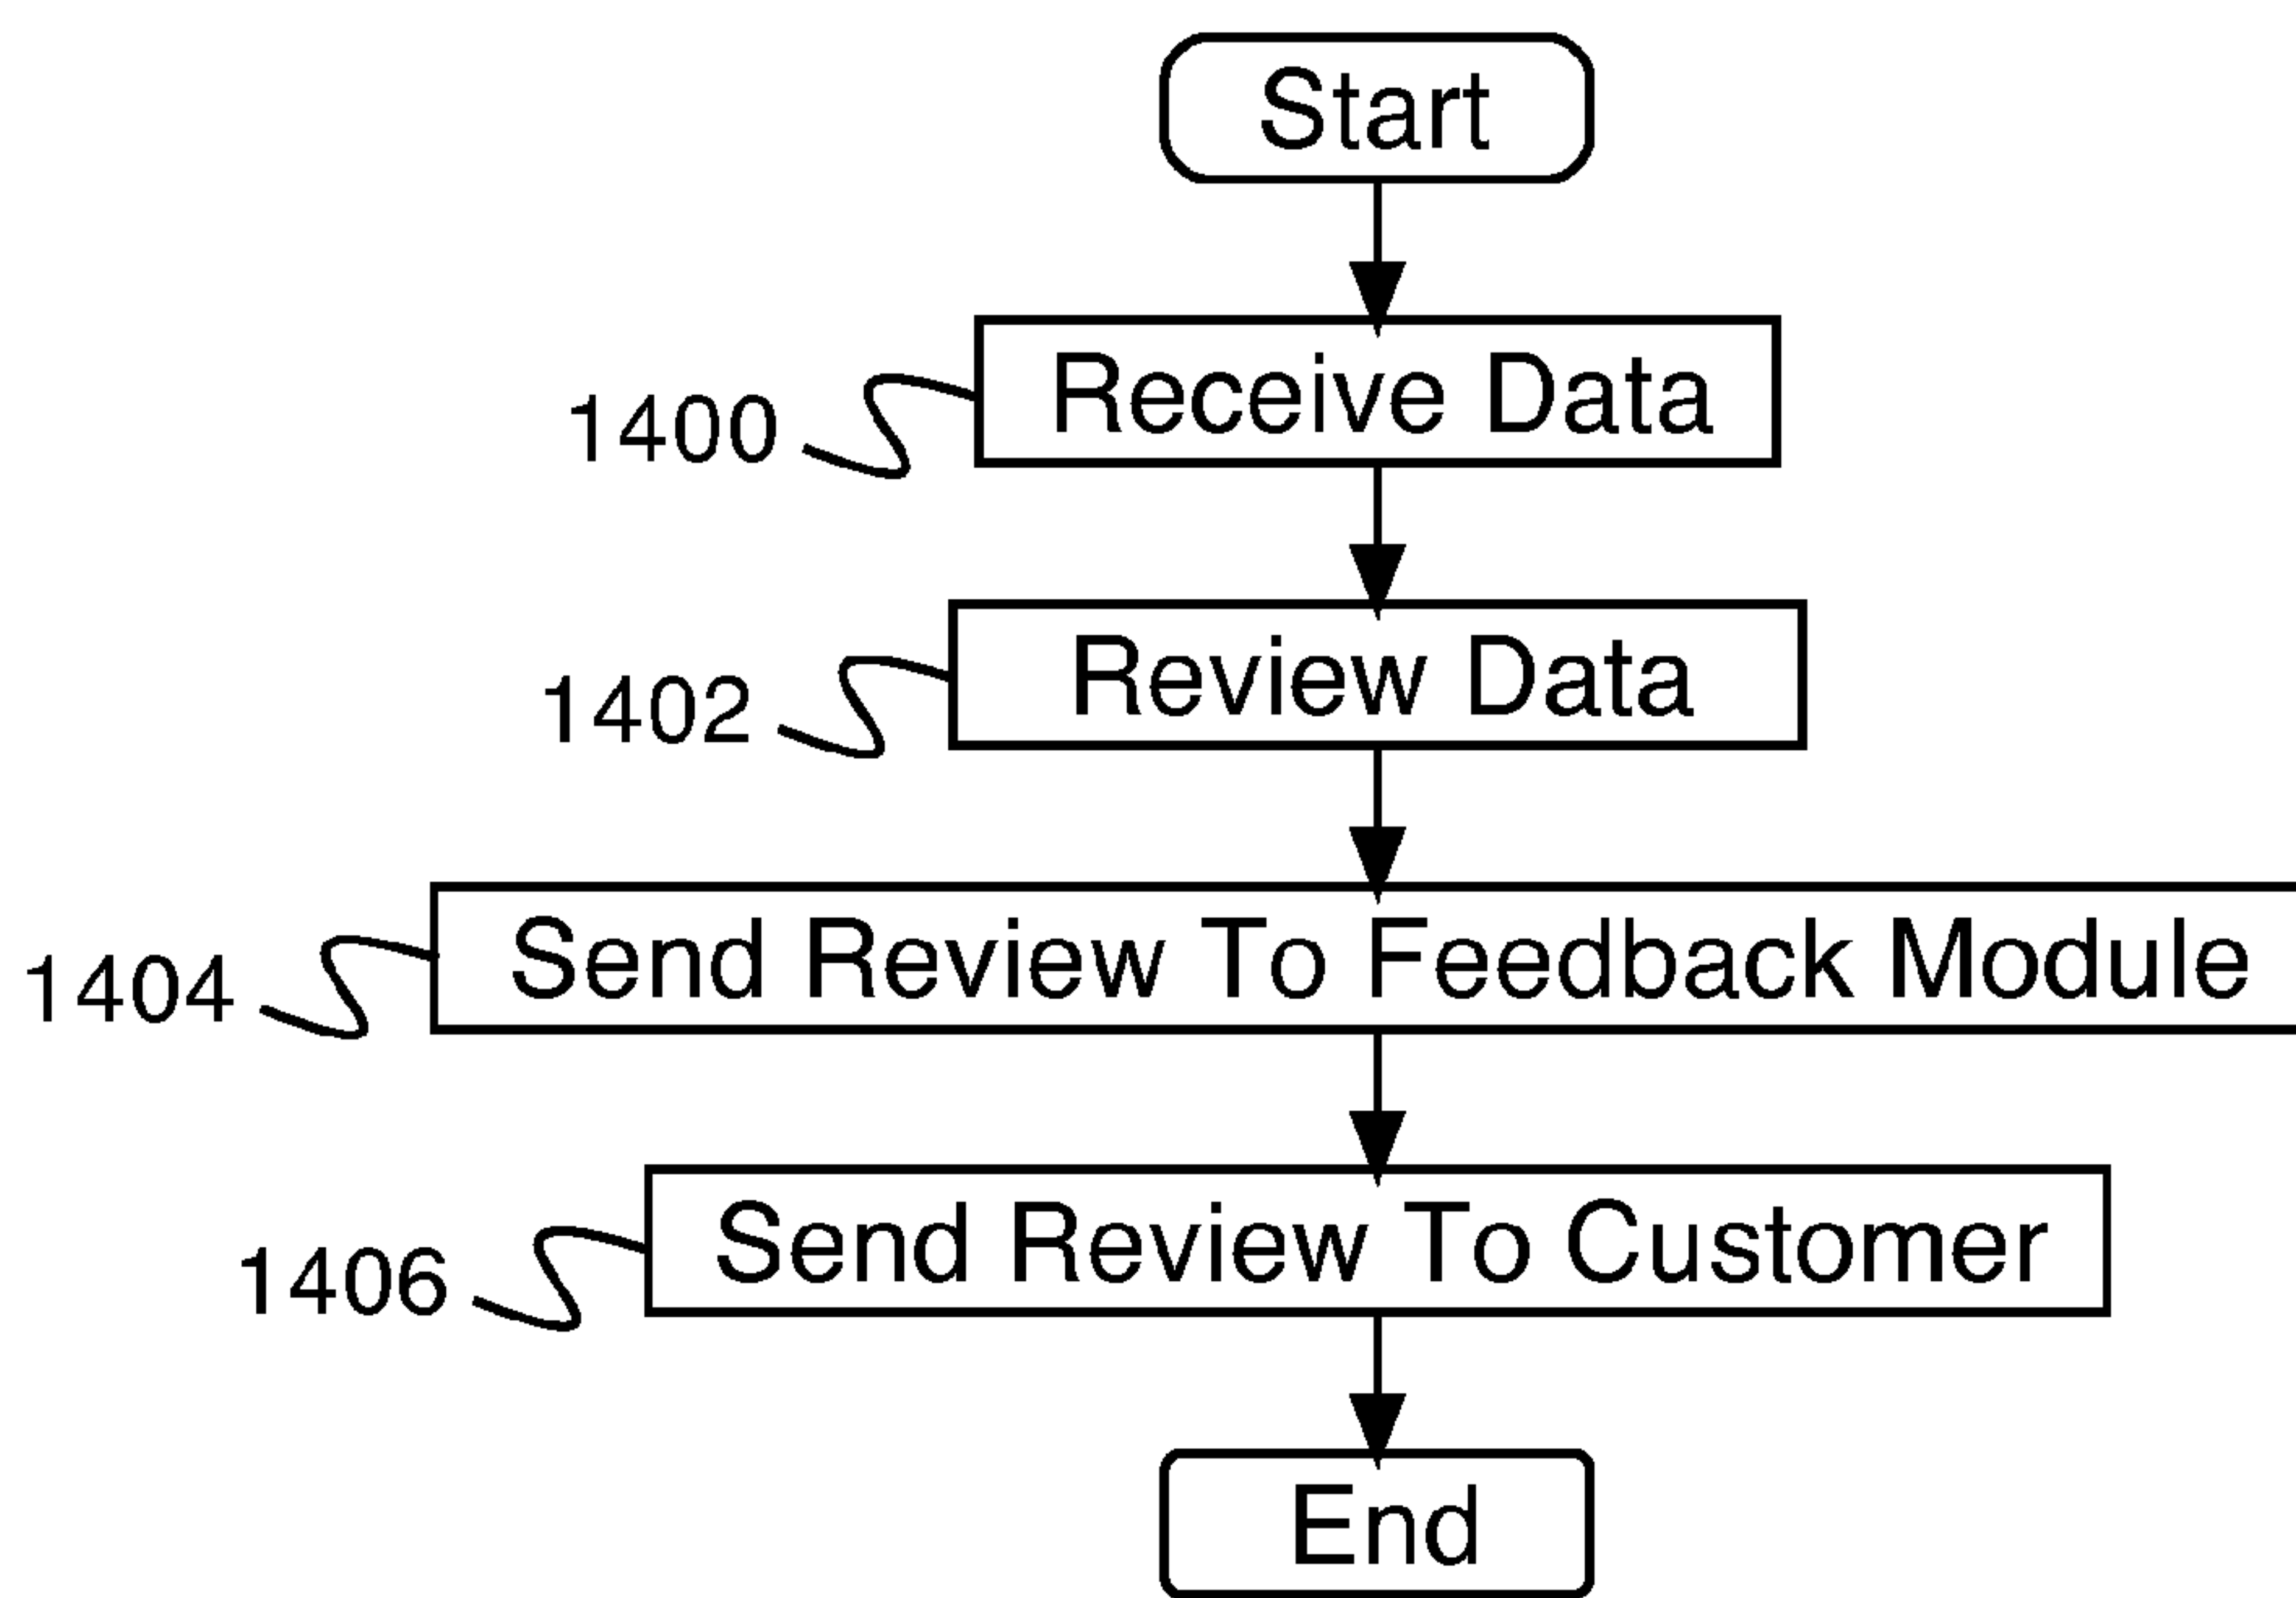 Start
Receive Data
1400
Review Data
1402
Send Review To Feedback Module
1404
Send Review To Customer
1406
End